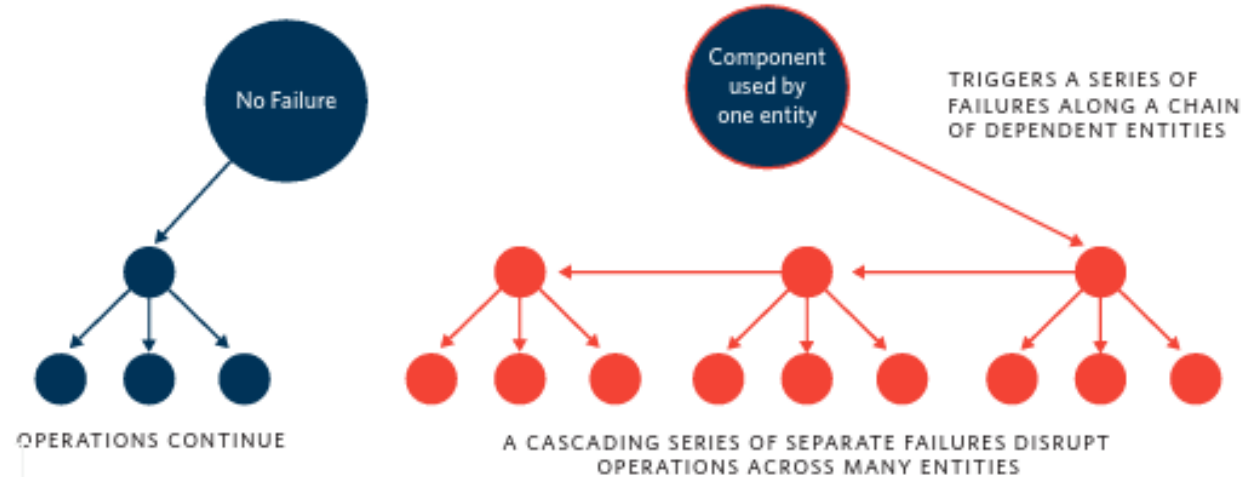 No Failure
Component
used by
one entity
TRIGGERS A SERIES OF
FAILURES ALONG A CHAIN
OF DEPENDENT ENTITIES
OPERATIONS CONTINUE
A CASCADING SERIES OF SEPARATE FAILURES DISRUPT
OPERATIONS ACROSS MANY ENTITIES